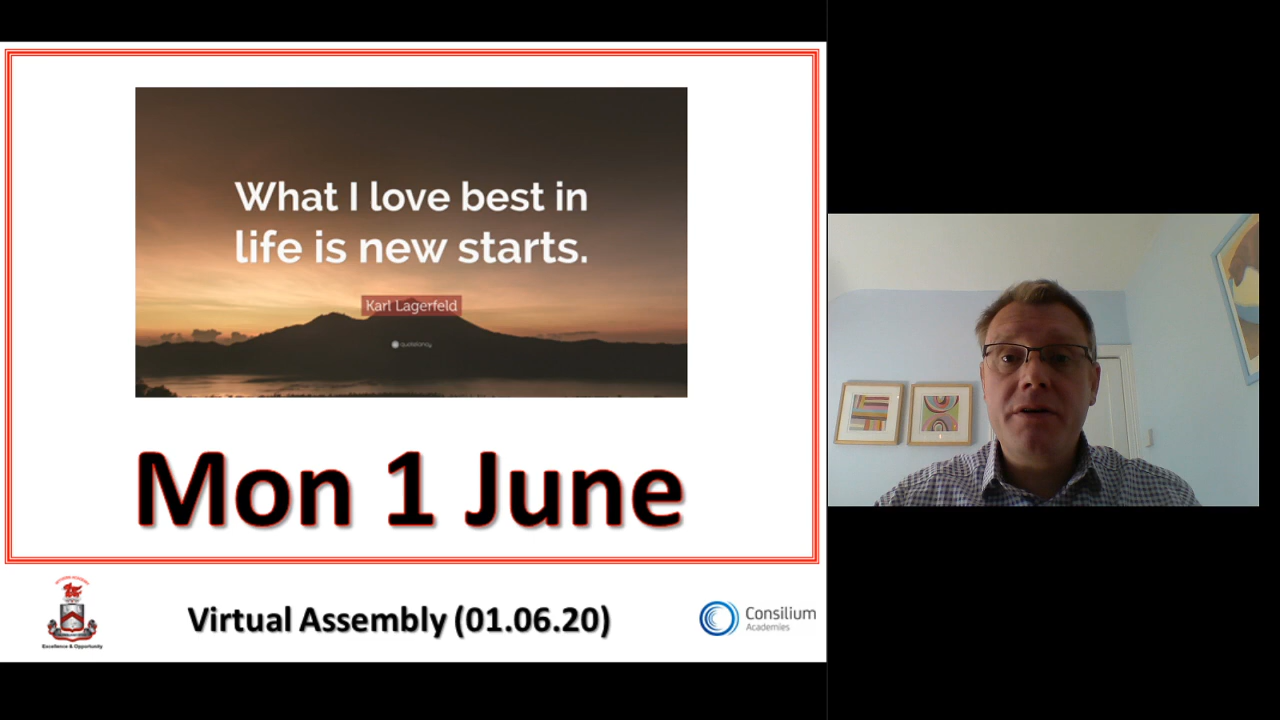 What I love best in
life is new starts.
Karl Lagerfeld
quotefancy
Mon 1 June
Virtual Assembly (01.06.20)
Consilium
Academies
Excellence & Opportunity